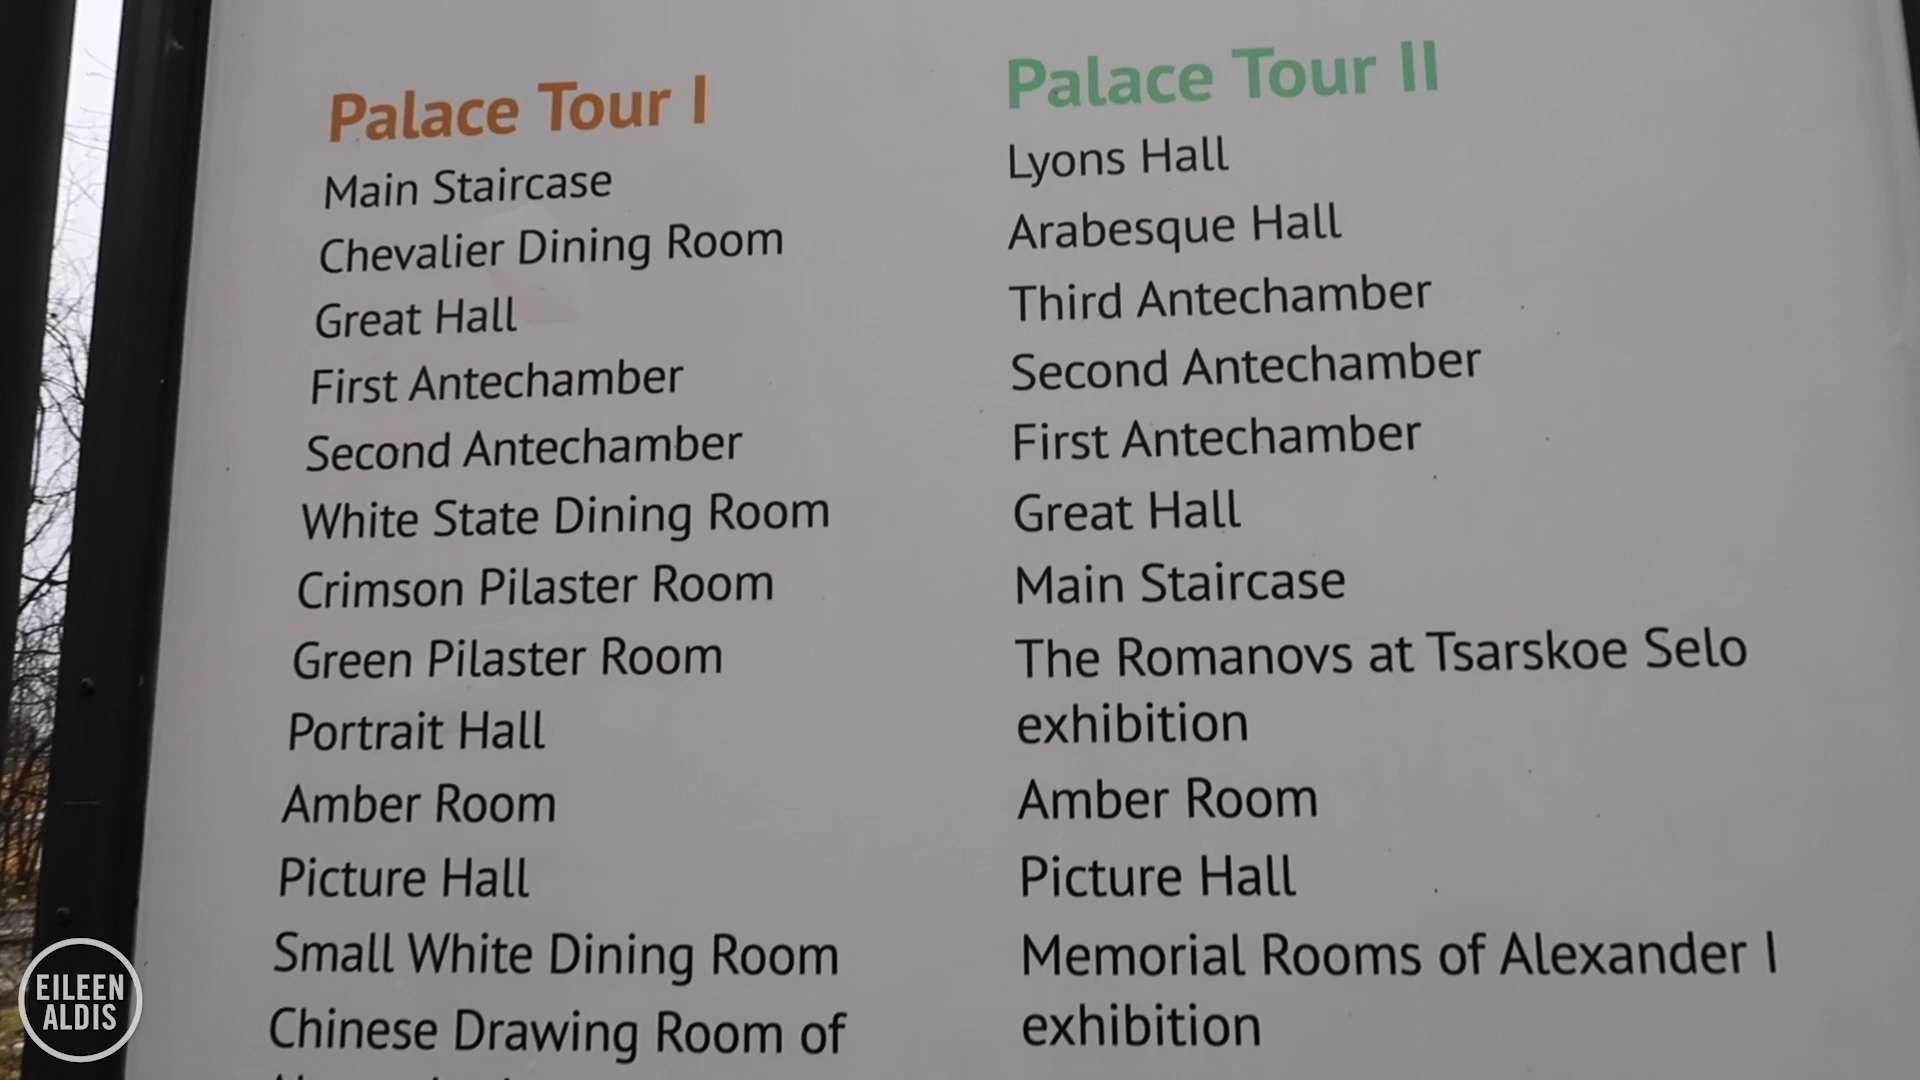 Palace Tour I
Main Staircase
Chevalier Dining Room
Great Hall
First Antechamber
Second Antechamber
White State Dining Room
Crimson Pilaster Room
Green Pilaster Room
Portrait Hall
Amber Room
Picture Hall
Small White Dining Room
Chinese Drawing Room of
Palace Tour II
Lyons Hall
Arabesque Hall
Third Antechamber
Second Antechamber
First Antechamber
Great Hall
Main Staircase
The Romanovs at Tsarskoe Selo
exhibition
Amber Room
Picture Hall
Memorial Rooms of Alexander I
exhibition
EILEEN
ALDIS